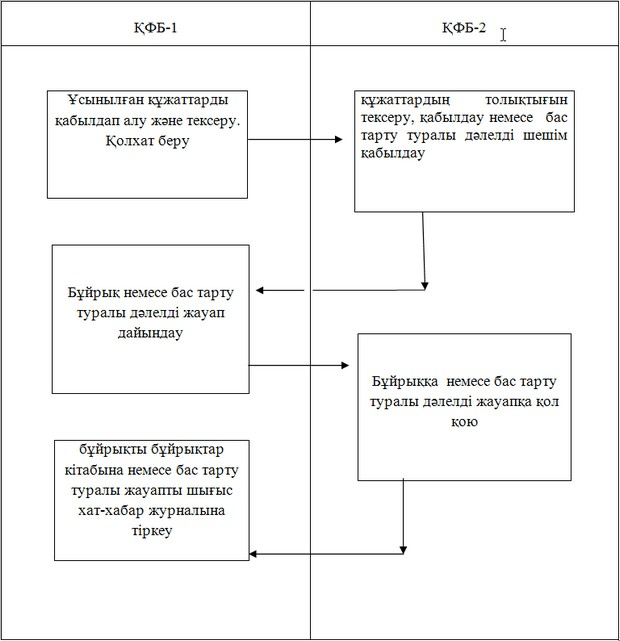 ҚФБ-1
ҚФБ-2
Ұсынылған құжаттарды
қабылдап алу және тексеру.
Қолхат беру
құжаттардың толықтығын
тексеру, қабылдау немесе бас
тарту туралы дәлелді шешім
қабылдау
Бұйрық немесе бас тарту
туралы дәлелді жауап
дайындау
Бұйрыққа немесе бас тарту
туралы дәлелді жауапқа қол
қою
бұйрықты бұйрықтар
кітабына немесе бас тарту
туралы жауапты шығыс
хат-хабар журналына
тіркеу